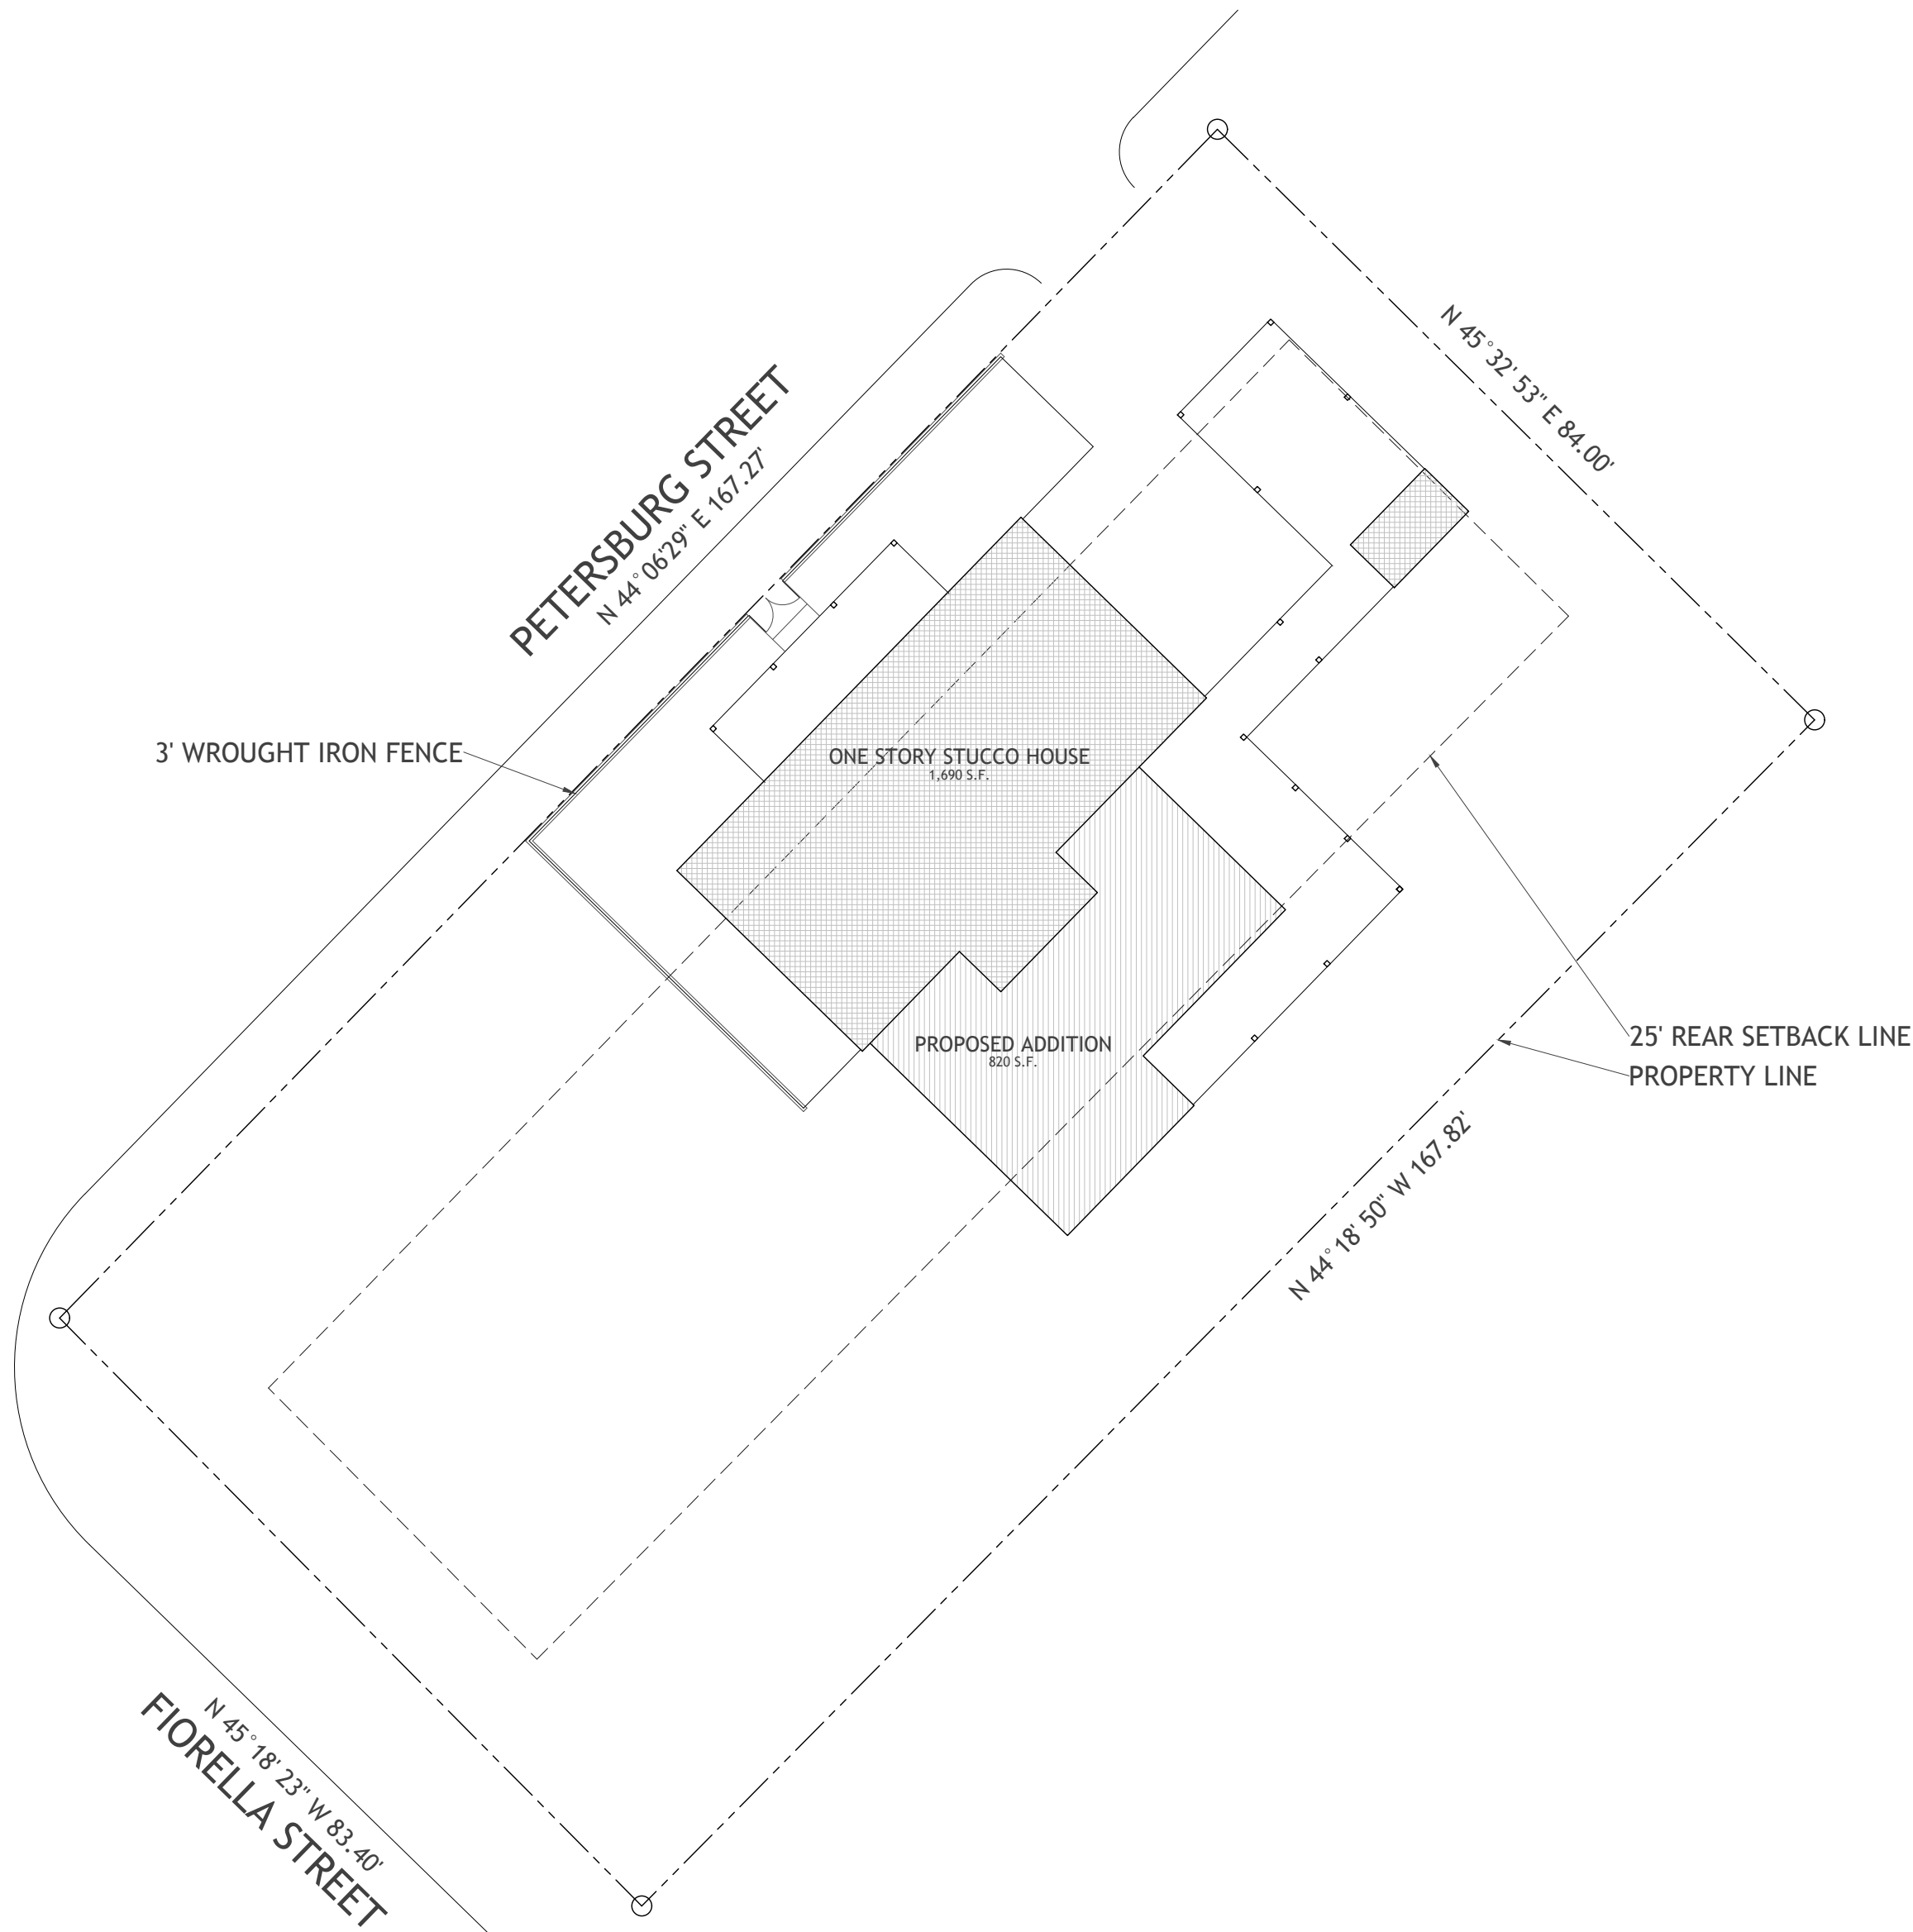 N 45°32' 53" E 84.00'
PETERSBURG STREET
N 44°06'29" E 167.27'
3' WROUGHT IRON FENCE
ONE STORY STUCCO HOUSE
1,690 S.F.
PROPOSED ADDITION
820 S.F.
25' REAR SETBACK LINE
PROPERTY LINE
N 44°18' 50" W 167.82'
N 45°18' 23" W 83.40'
FIORELLA STREET